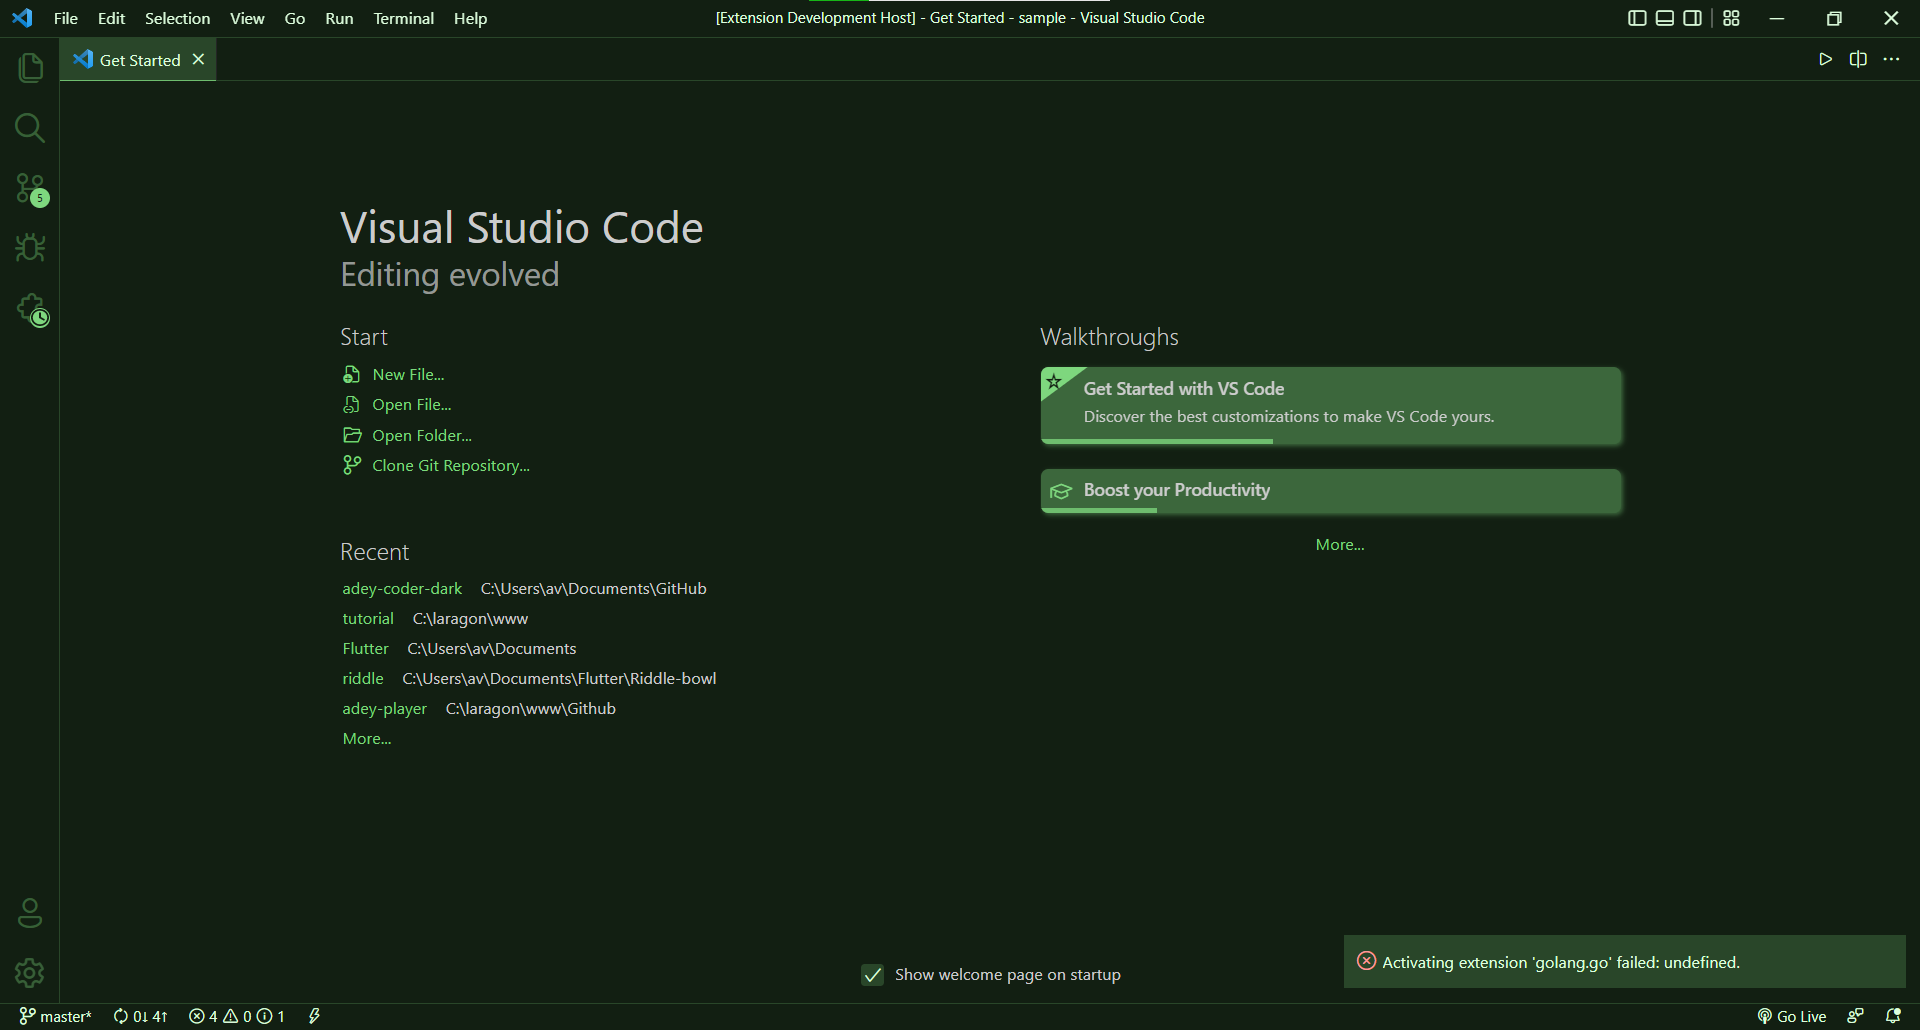 File Edit Selection View Go Run Terminal Help
[Extension Development Host] - Get Started - sample - Visual Studio Code
Get Started
5
Visual Studio Code
Editing evolved
Start
New File...
Open File...
Open Folder...
Clone Git Repository...
Recent
adey-coder-dark C:\Users\av\Documents\GitHub
tutorial C:\laragon\www
Flutter C:\Users\av\Documents
riddle C:\Users\av\Documents\Flutter\Riddle-bowl
adey-player C:\laragon\www\Github
More...
Walkthroughs
Get Started with VS Code
Discover the best customizations to make VS Code yours.
Boost your Productivity
More...
Show welcome page on startup
Activating extension 'golang.go' failed: undefined.
master* 0↓ 4↑ 4 0 1 Go Live